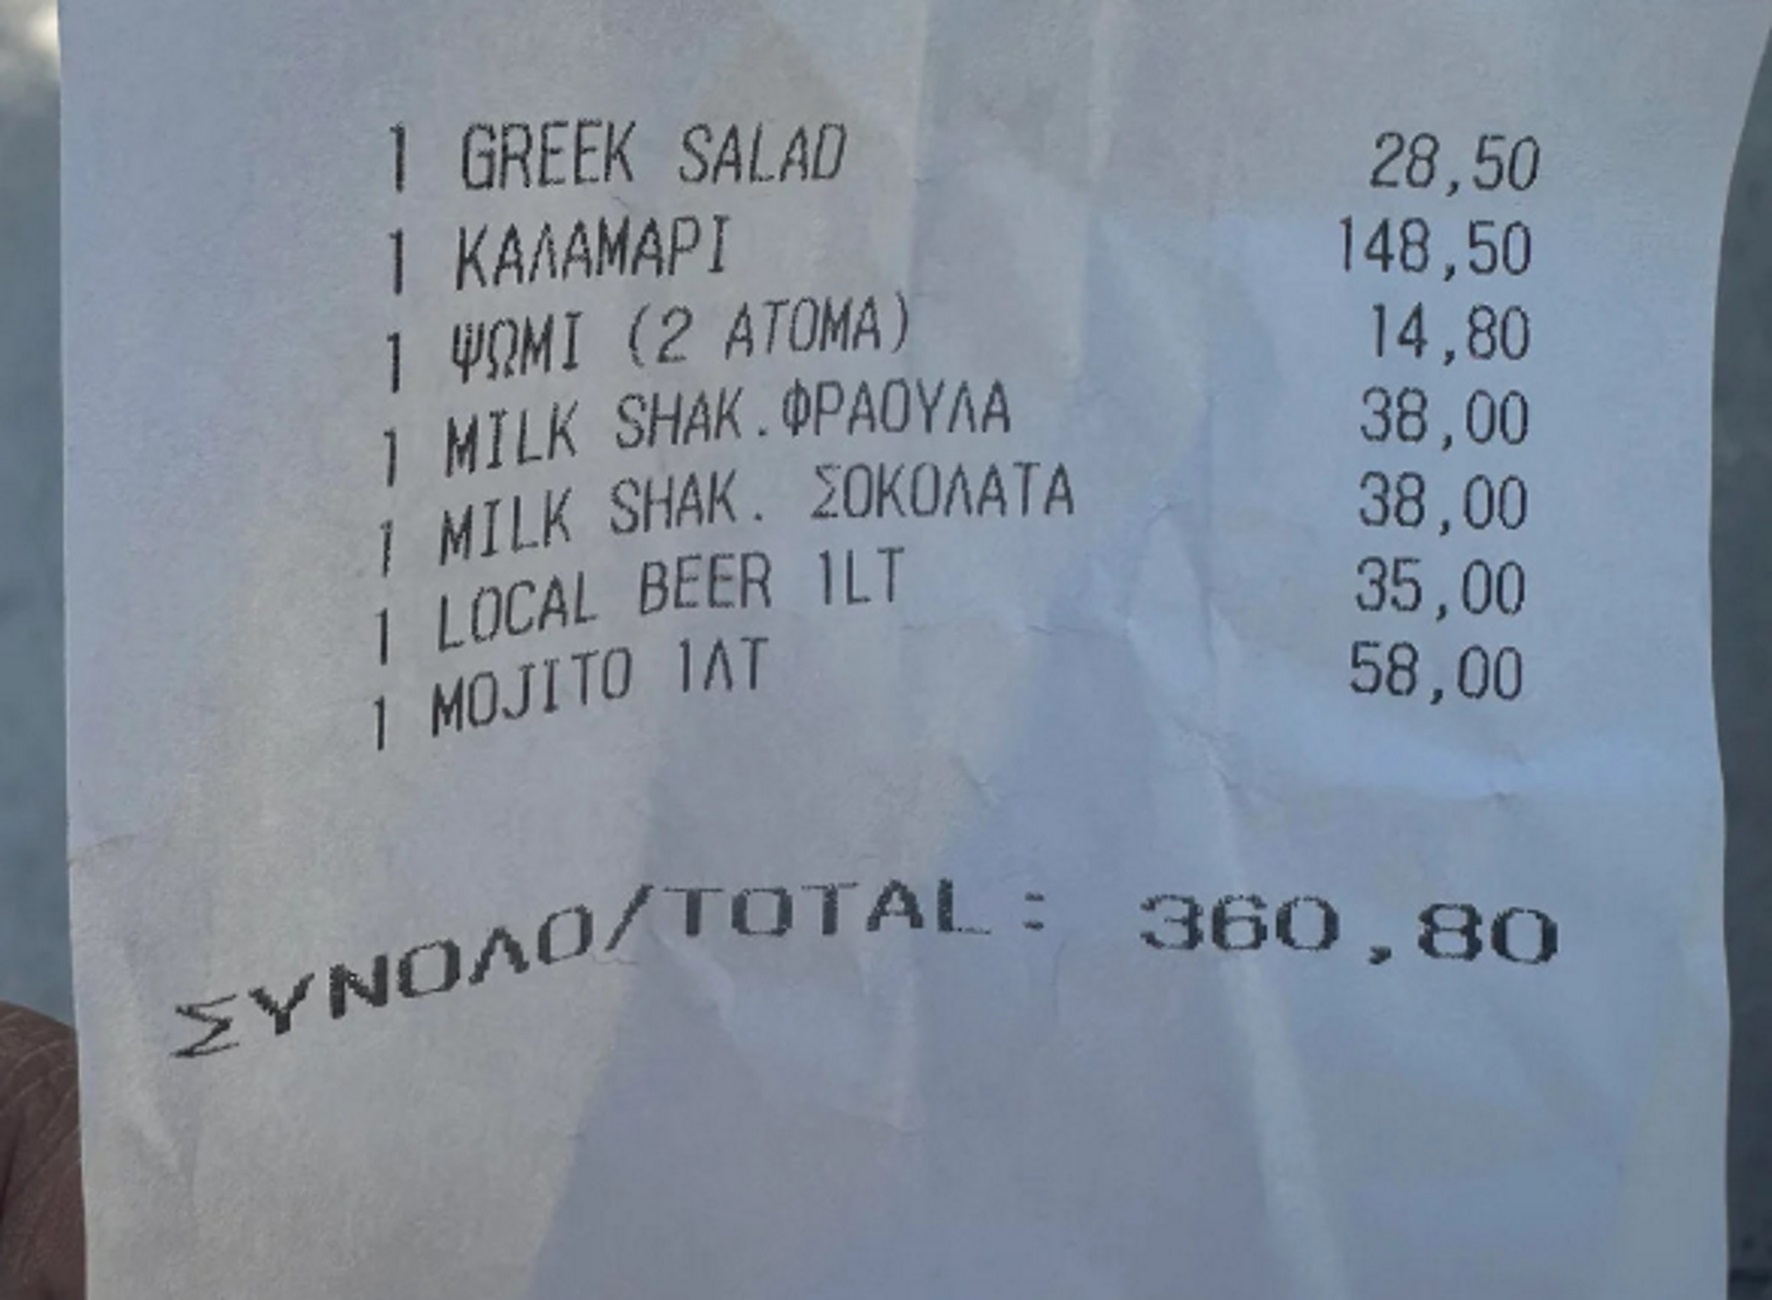 1 GREEK SALAD 28,50
1 ΚΑΛΑΜΑΡΙ 148,50
1 ΨΩΜΙ (2 ΑΤΟΜΑ) 14,80
1 MILK SHAK.ΦΡΑΟΥΛΑ 38,00
1 MILK SHAK. ΣΟΚΟΛΑΤΑ 38,00
1 LOCAL BEER 1LT 35,00
1 MOJITO 1ΛΤ 58,00
ΣΥΝΟΛΟ/TOTAL: 360,80